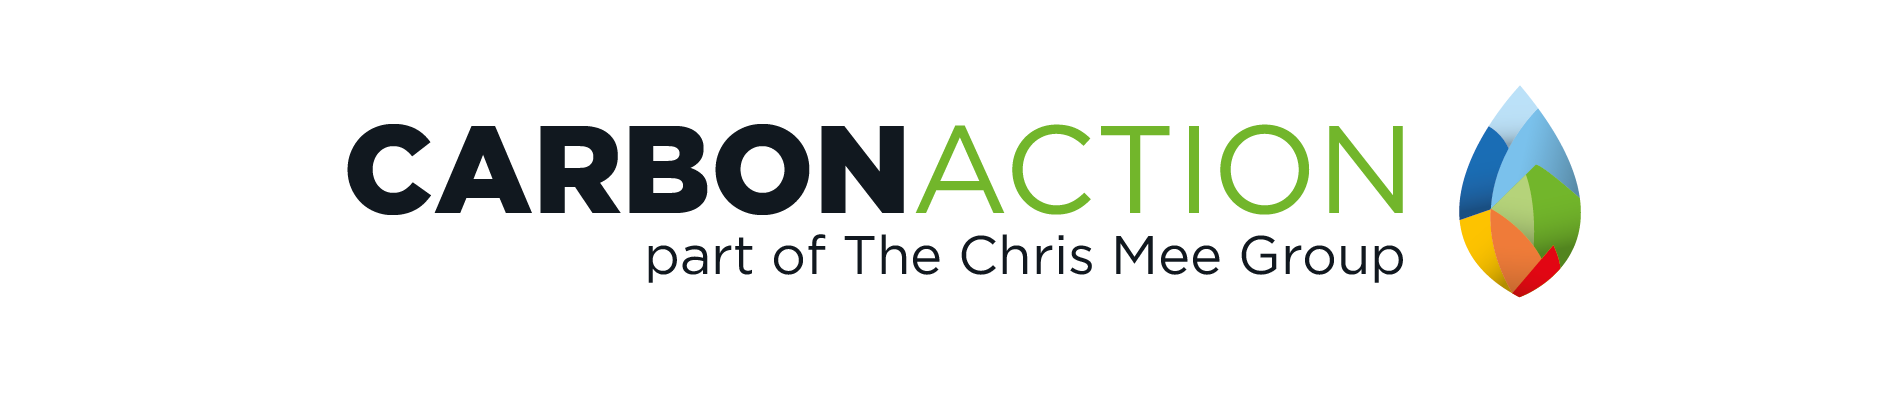 CARBONACTION
part of The Chris Mee Group